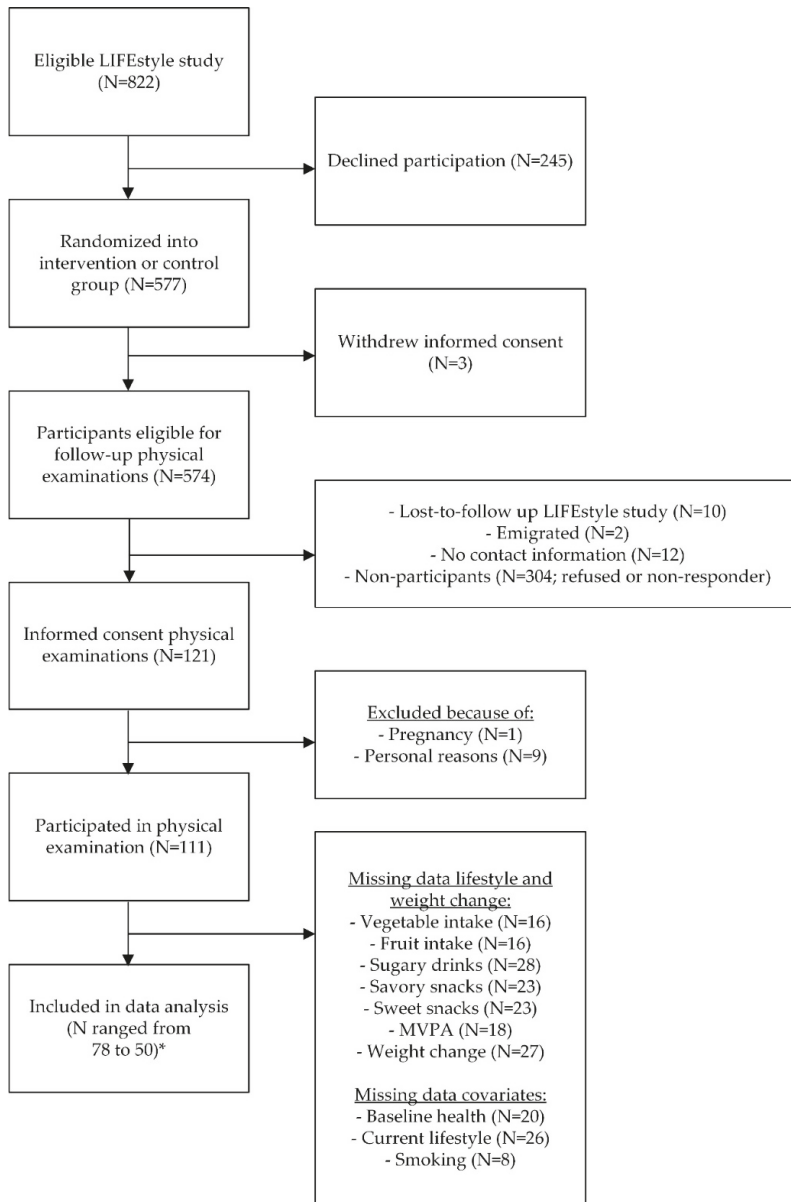 Eligible LIFEstyle study
(N=822)
Declined participation (N=245)
Randomized into
intervention or control
group (N=577)
Withdrew informed consent
(N=3)
Participants eligible for
follow-up physical
examinations (N=574)
- Lost-to-follow up LIFEstyle study (N=10)
- Emigrated (N=2)
- No contact information (N=12)
- Non-participants (N=304; refused or non-responder)
Informed consent physical
examinations (N=121)
Excluded because of:
- Pregnancy (N=1)
- Personal reasons (N=9)
Participated in physical
examination (N=111)
Missing data lifestyle and
weight change:
- Vegetable intake (N=16)
- Fruit intake (N=16)
- Sugary drinks (N=28)
- Savory snacks (N=23)
- Sweet snacks (N=23)
- MVPA (N=18)
- Weight change (N=27)
Missing data covariates:
- Baseline health (N=20)
- Current lifestyle (N=26)
- Smoking (N=8)
Included in data analysis
(N ranged from
78 to 50)*